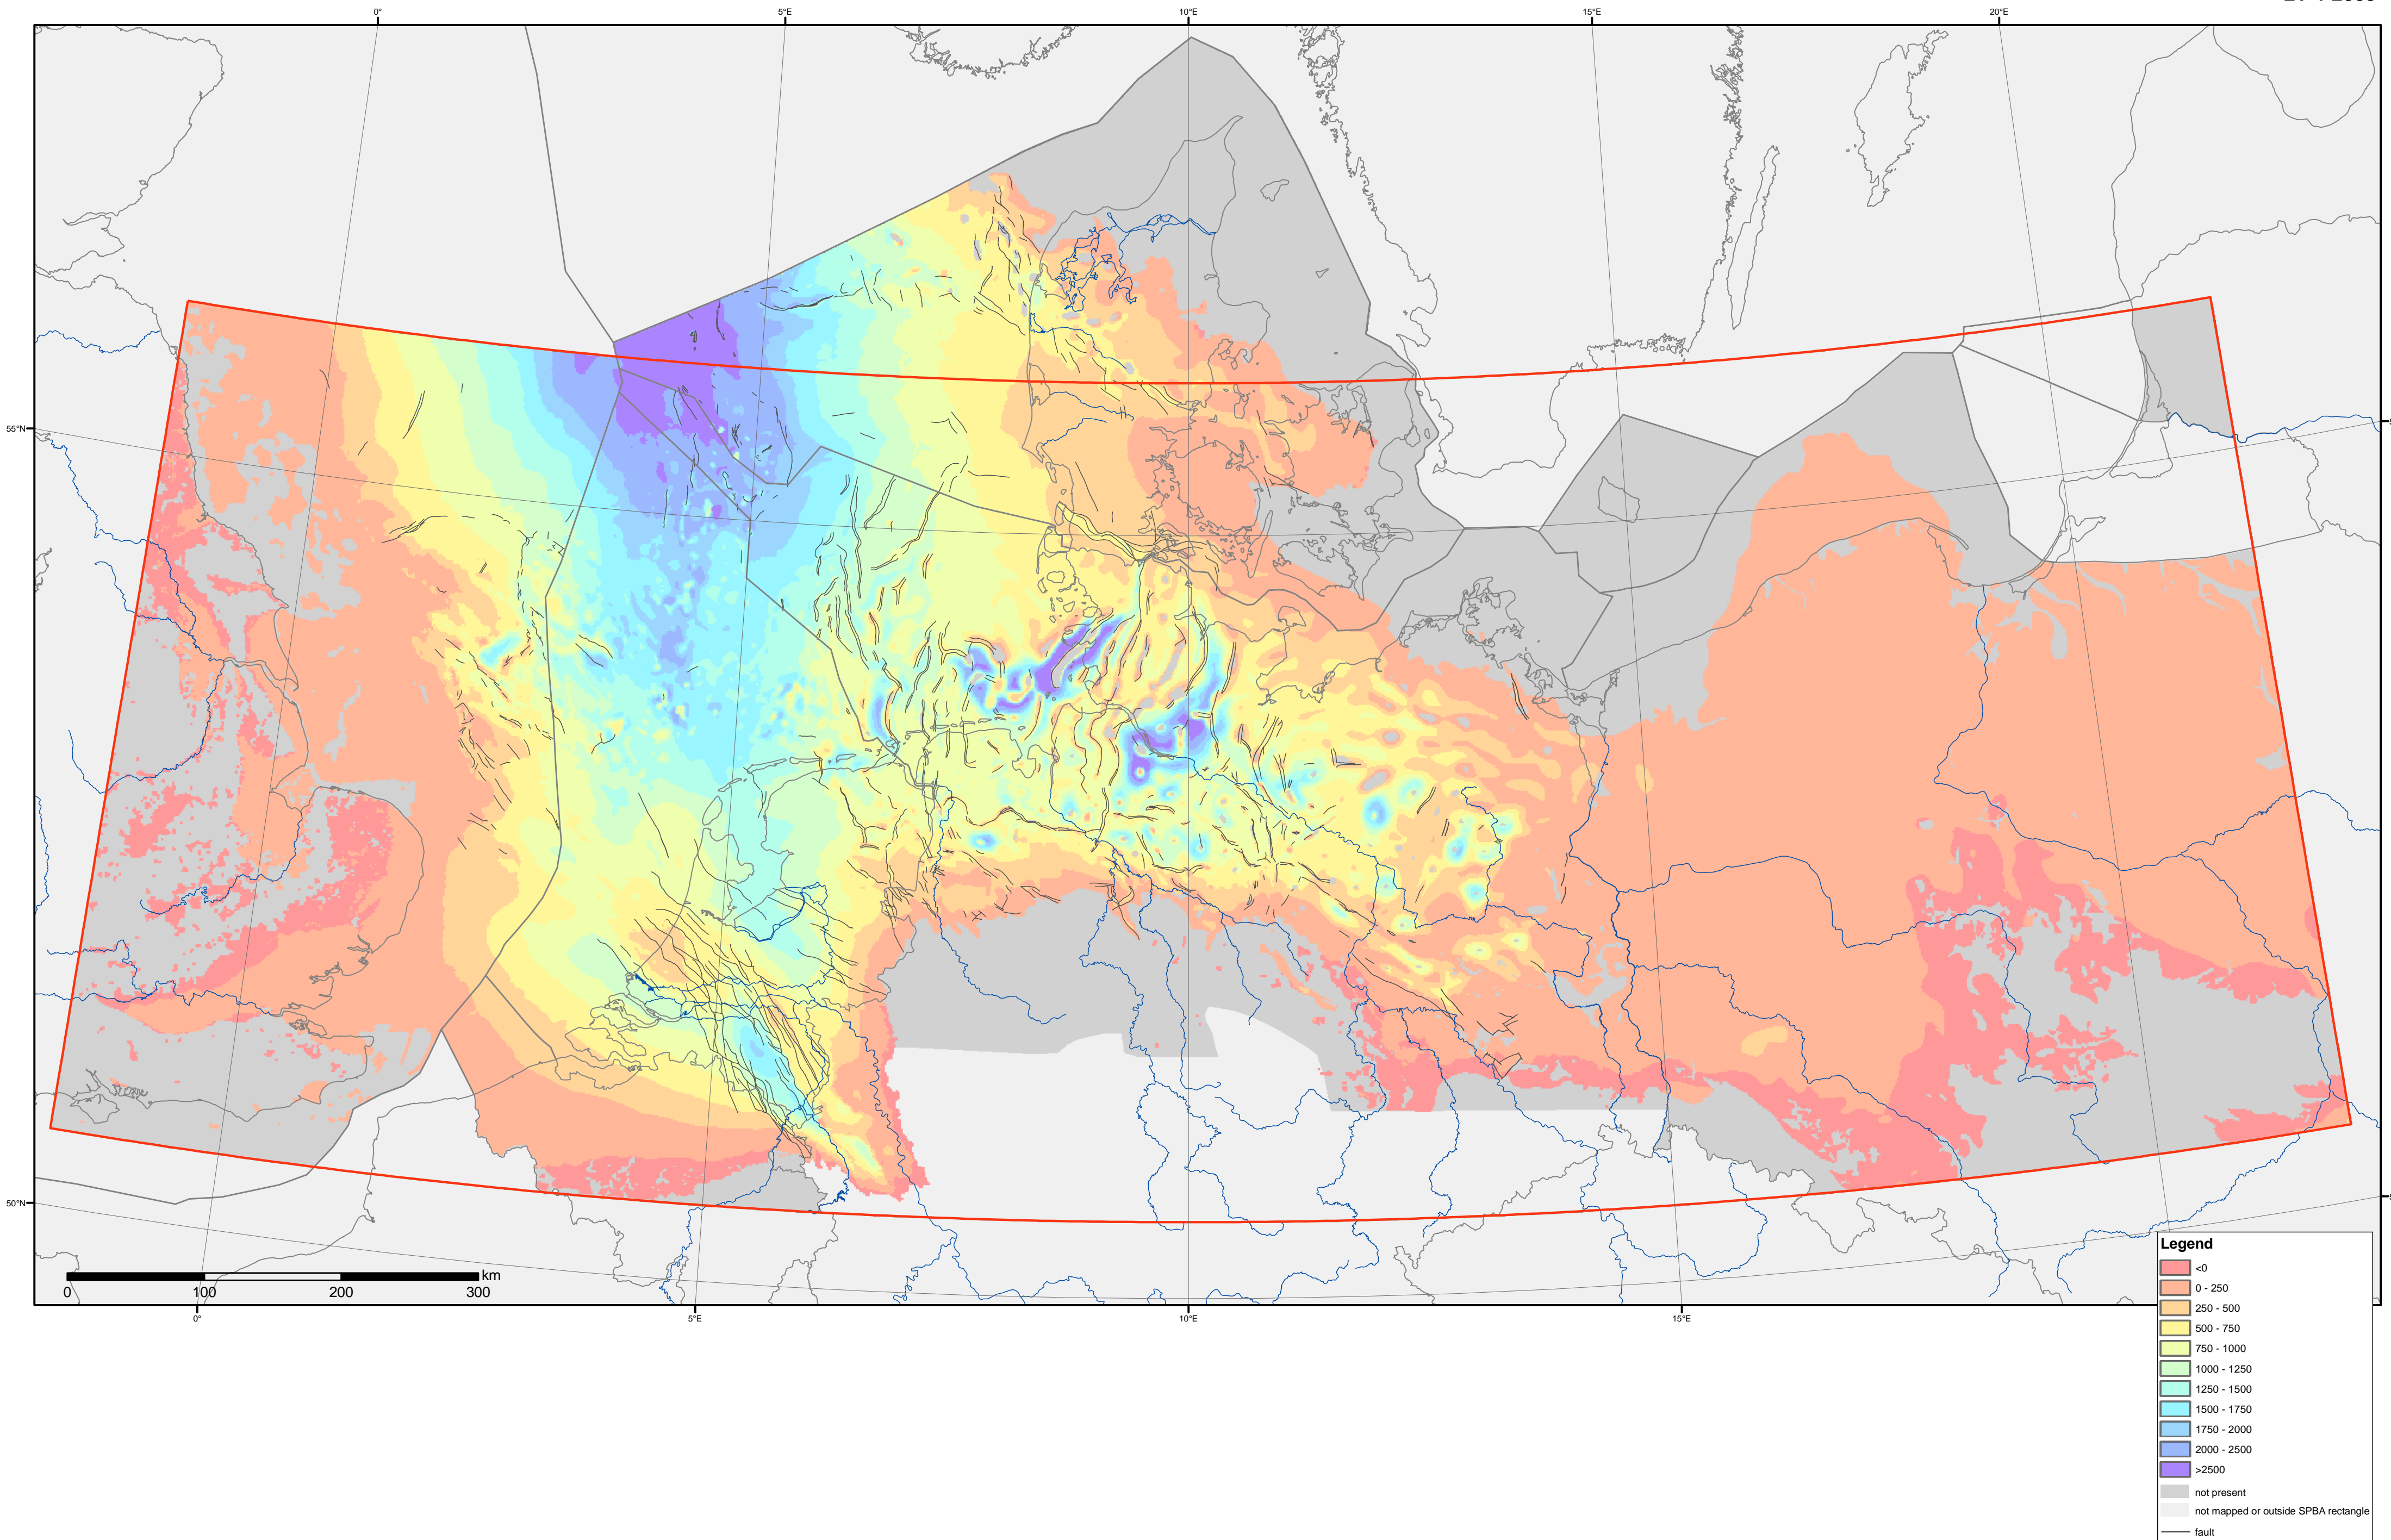 0°
5°E
10°E
15°E
20°E
55°N
50°N
km
0
100
200
300
0°
5°E
10°E
15°E
Legend
<0
0 - 250
250 - 500
500 - 750
750 - 1000
1000 - 1250
1250 - 1500
1500 - 1750
1750 - 2000
2000 - 2500
>2500
not present
not mapped or outside SPBA rectangle
fault